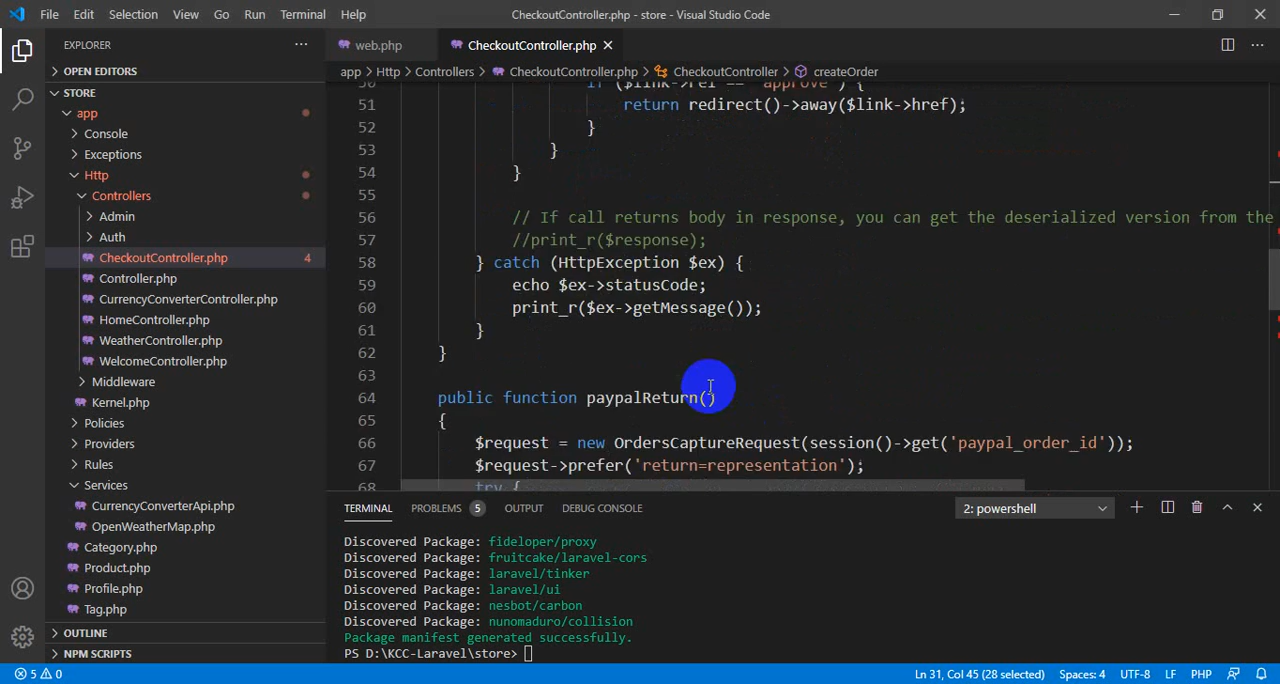 File Edit Selection View Go Run Terminal Help CheckoutController.php - store - Visual Studio Code
EXPLORER
web.php
CheckoutController.php
app > Http > Controllers > CheckoutController.php > CheckoutController > createOrder
OPEN EDITORS
STORE
app
Console
Exceptions
Http
Controllers
Admin
Auth
CheckoutController.php 4
Controller.php
CurrencyConverterController.php
HomeController.php
WeatherController.php
WelcomeController.php
Middleware
Kernel.php
Policies
Providers
Rules
Services
CurrencyConverterApi.php
OpenWeatherMap.php
Category.php
Product.php
Profile.php
Tag.php
OUTLINE
NPM SCRIPTS
50 if ($link->rel == "approve") {
51 return redirect()->away($link->href);
52 }
53 }
54 }
55
56 // If call returns body in response, you can get the deserialized version from the
57 //print_r($response);
58 } catch (HttpException $ex) {
59 echo $ex->statusCode;
60 print_r($ex->getMessage());
61 }
62 }
63
64 public function paypalReturn()
65 {
66 $request = new OrdersCaptureRequest(session()->get('paypal_order_id'));
67 $request->prefer('return=representation');
68 try {
TERMINAL PROBLEMS 5 OUTPUT DEBUG CONSOLE 2: powershell
Discovered Package: fideloper/proxy
Discovered Package: fruitcake/laravel-cors
Discovered Package: laravel/tinker
Discovered Package: laravel/ui
Discovered Package: nesbot/carbon
Discovered Package: nunomaduro/collision
Package manifest generated successfully.
PS D:\KCC-Laravel\store>
5 0 Ln 31, Col 45 (28 selected) Spaces: 4 UTF-8 LF PHP